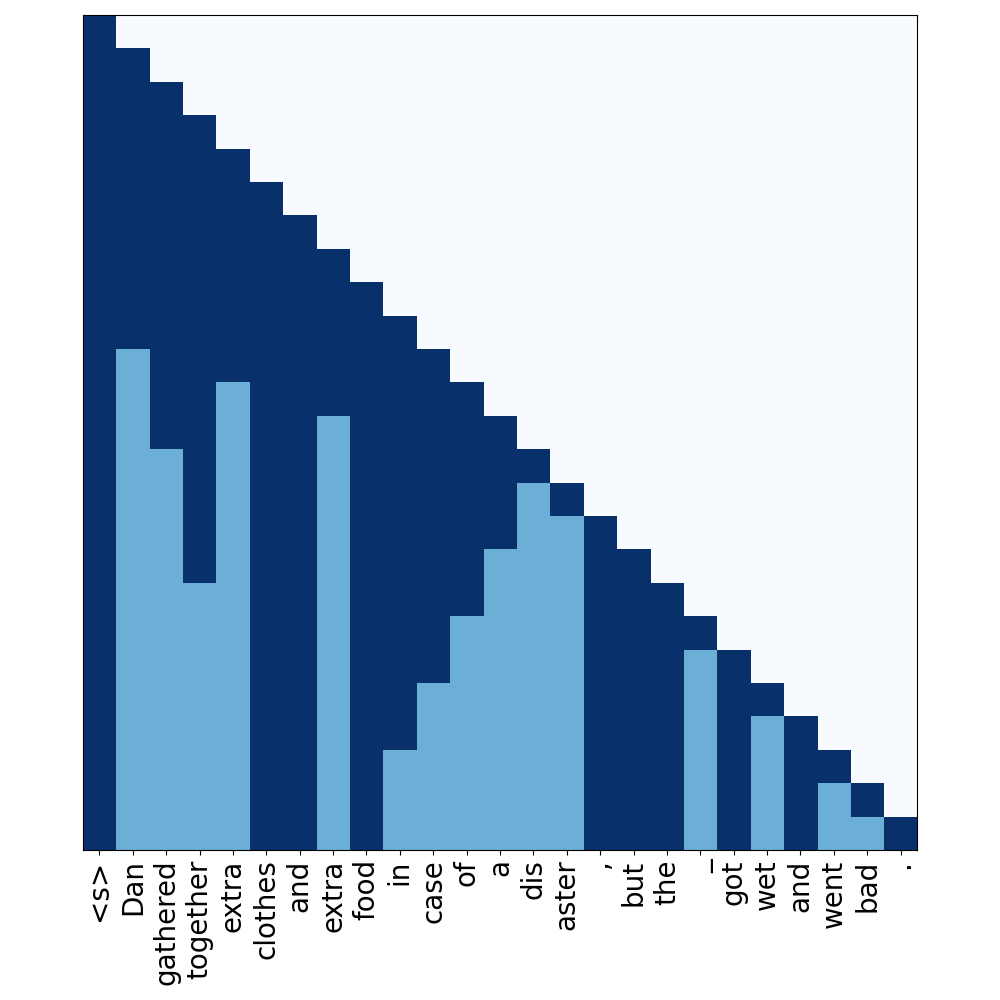 <s> Dan gathered together extra clothes and extra food in case of a dis aster , but the _ got wet and went bad .